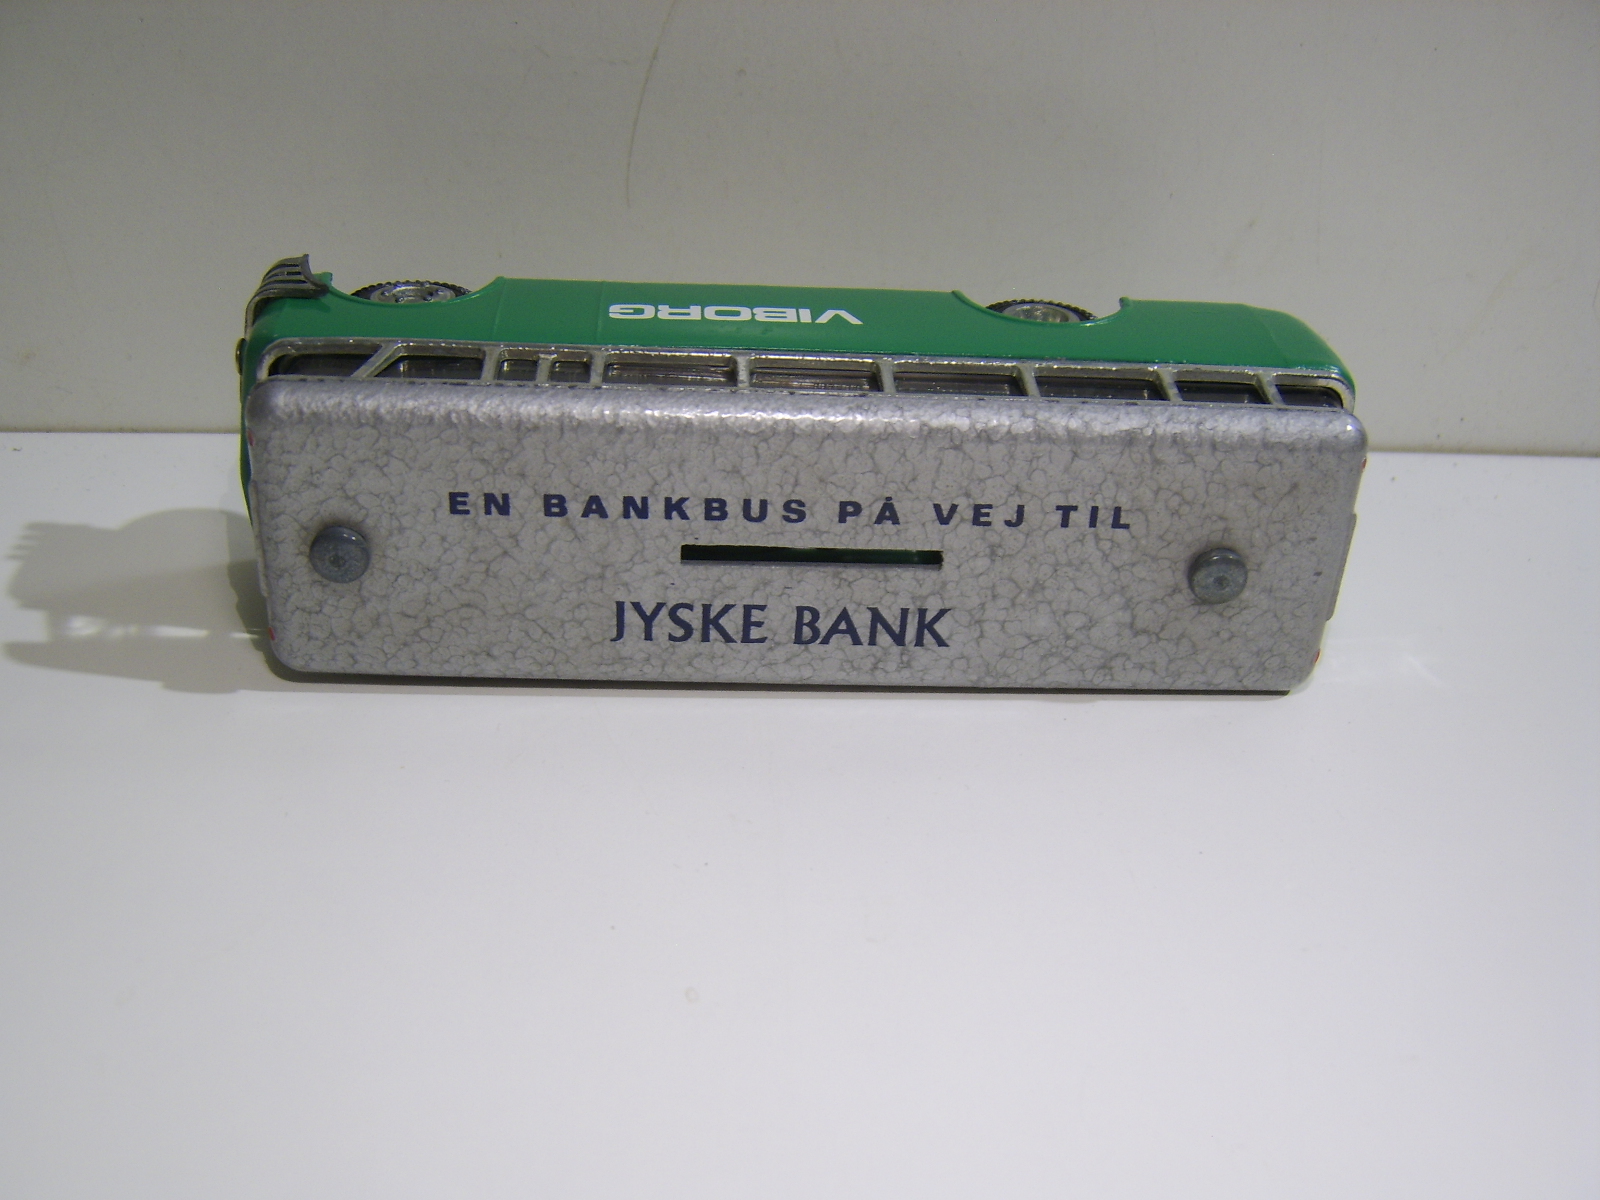 VIBORG
EN BANKBUS PÅ VEJ TIL
JYSKE BANK